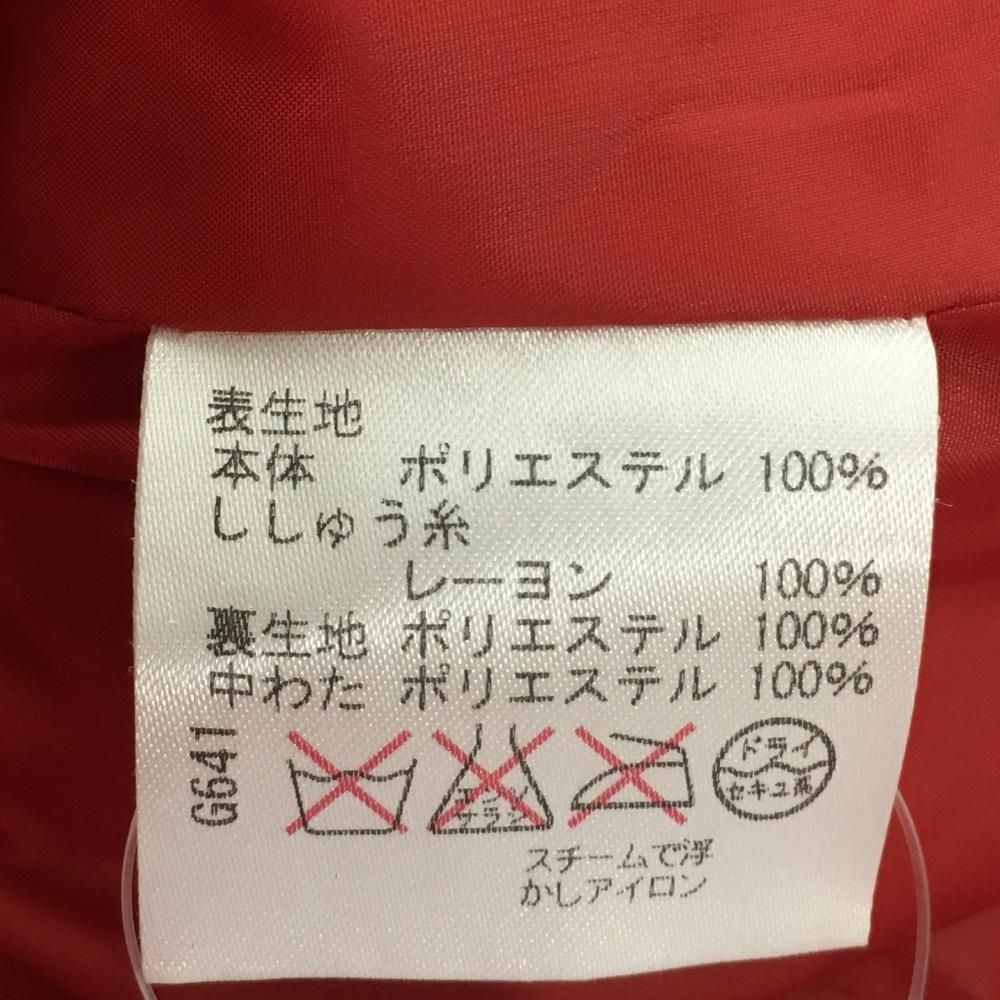 表生地
本体 ポリエステル 100%
ししゅう糸
レーヨン 100%
裏生地 ポリエステル 100%
中わた ポリエステル 100%
G641
エンソ
サラシ
ドライ
セキユ系
スチームで浮
かしアイロン